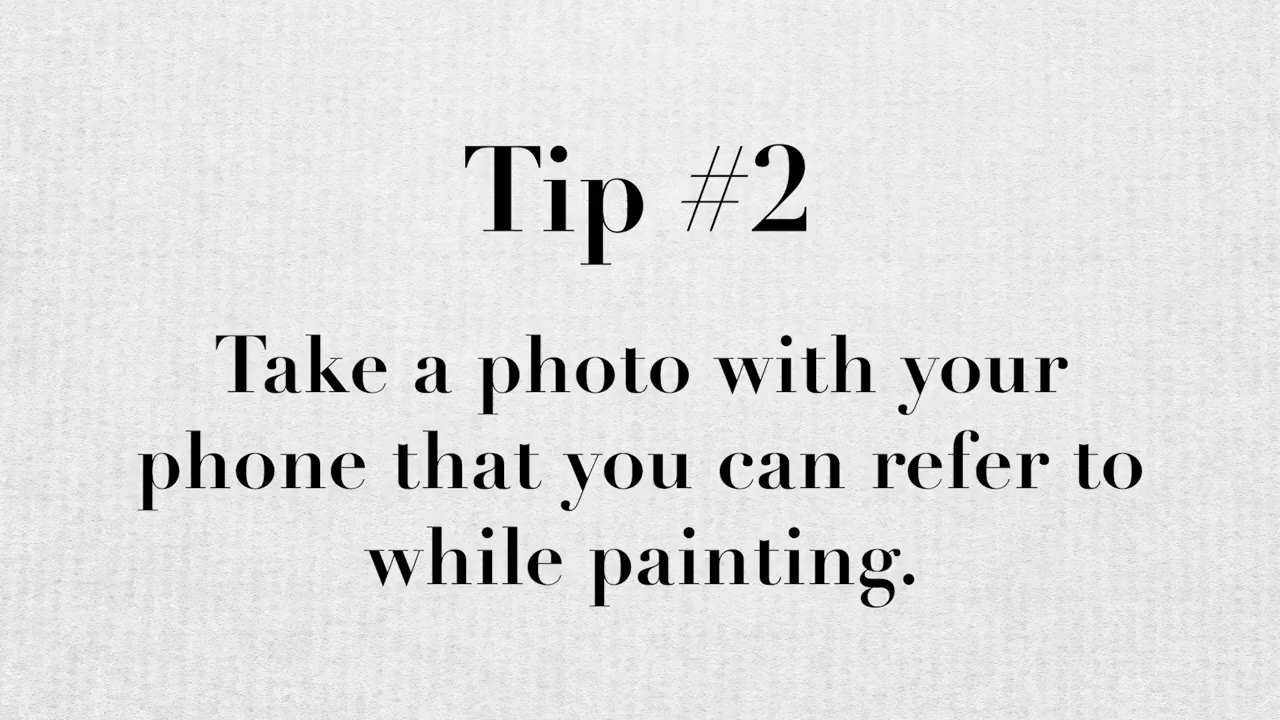 Tip #2
Take a photo with your
phone that you can refer to
while painting.